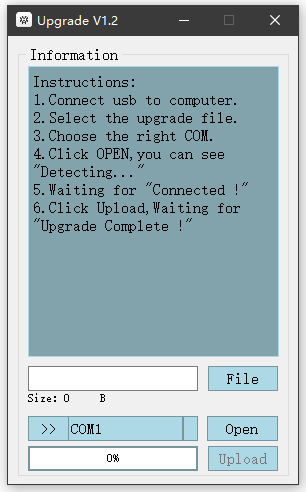 Upgrade V1.2
Information
Instructions:
1.Connect usb to computer.
2.Select the upgrade file.
3.Choose the right COM.
4.Click OPEN,you can see
"Detecting..."
5.Waiting for "Connected !"
6.Click Upload,Waiting for
"Upgrade Complete !"
File
Size: 0 B
>> COM1 Open
0% Upload